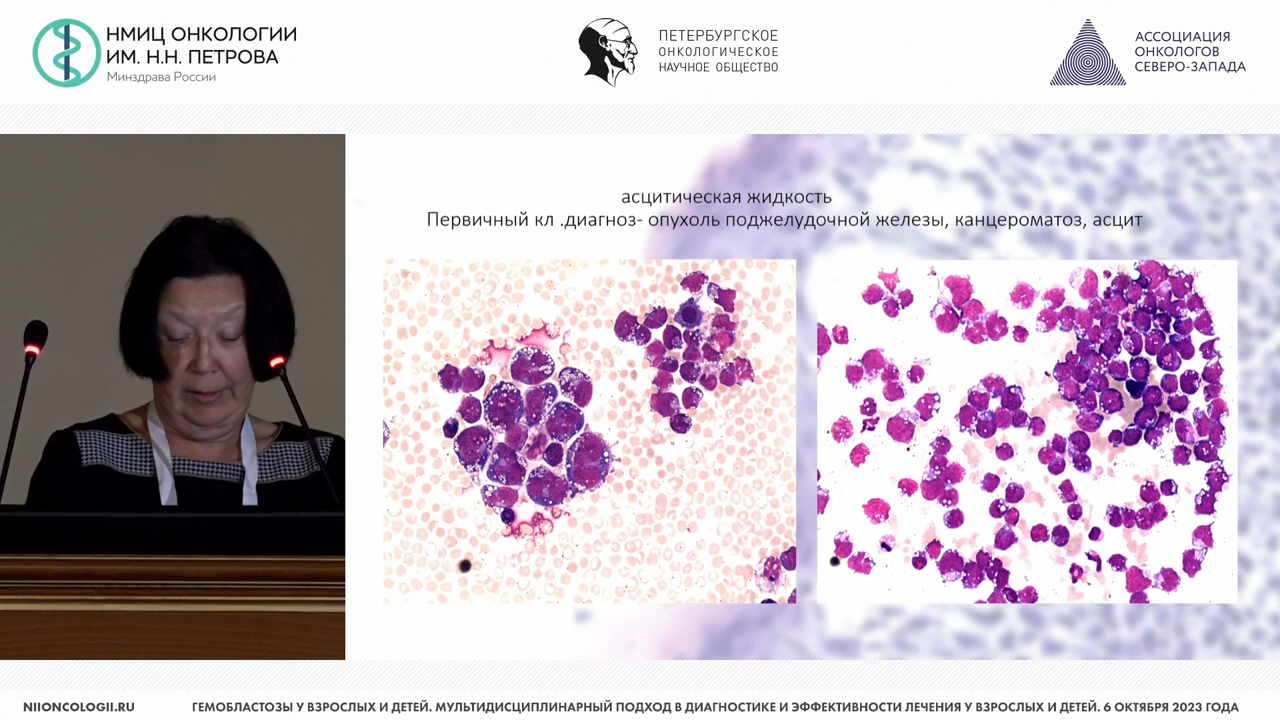 НМИЦ ОНКОЛОГИИ
ИМ. Н.Н. ПЕТРОВА
Минздрава России
ПЕТЕРБУРГСКОЕ
ОНКОЛОГИЧЕСКОЕ
НАУЧНОЕ ОБЩЕСТВО
АССОЦИАЦИЯ
ОНКОЛОГОВ
СЕВЕРО-ЗАПАДА
асцитическая жидкость
Первичный кл .диагноз- опухоль поджелудочной железы, канцероматоз, асцит
NIIONCOLOGII.RU
ГЕМОБЛАСТОЗЫ У ВЗРОСЛЫХ И ДЕТЕЙ. МУЛЬТИДИСЦИПЛИНАРНЫЙ ПОДХОД В ДИАГНОСТИКЕ И ЭФФЕКТИВНОСТИ ЛЕЧЕНИЯ У ВЗРОСЛЫХ И ДЕТЕЙ. 6 ОКТЯБРЯ 2023 ГОДА